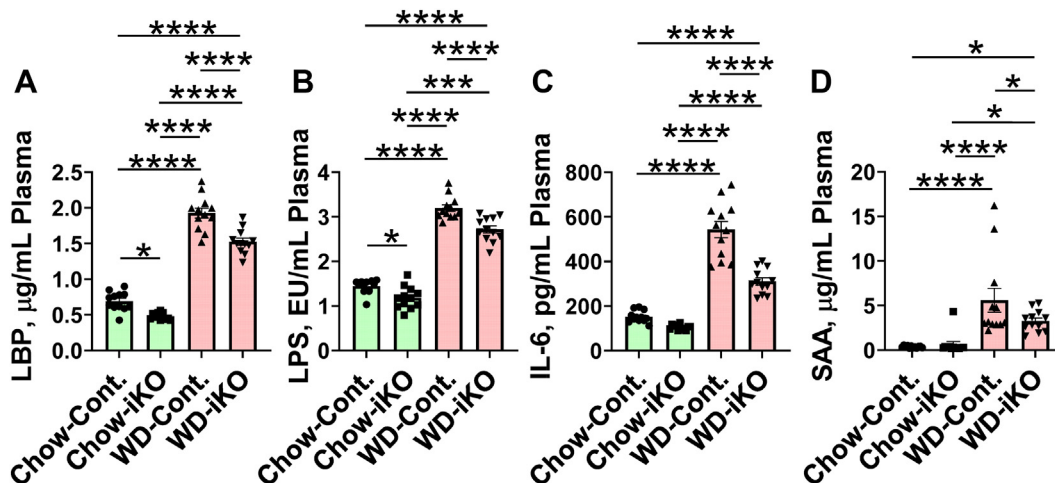 A
LBP, μg/mL Plasma
2.5
2.0
1.5
1.0
0.5
0.0
****
****
****
****
****
*
Chow-Cont.
Chow-iKO
WD-Cont.
WD-iKO
B
LPS, EU/mL Plasma
4
3
2
1
0
****
****
***
****
****
*
Chow-Cont.
Chow-iKO
WD-Cont.
WD-iKO
C
IL-6, pg/mL Plasma
800
600
400
200
0
****
****
****
****
****
Chow-Cont.
Chow-iKO
WD-Cont.
WD-iKO
D
SAA, μg/mL Plasma
20
15
10
5
0
*
*
*
****
****
Chow-Cont.
Chow-iKO
WD-Cont.
WD-iKO